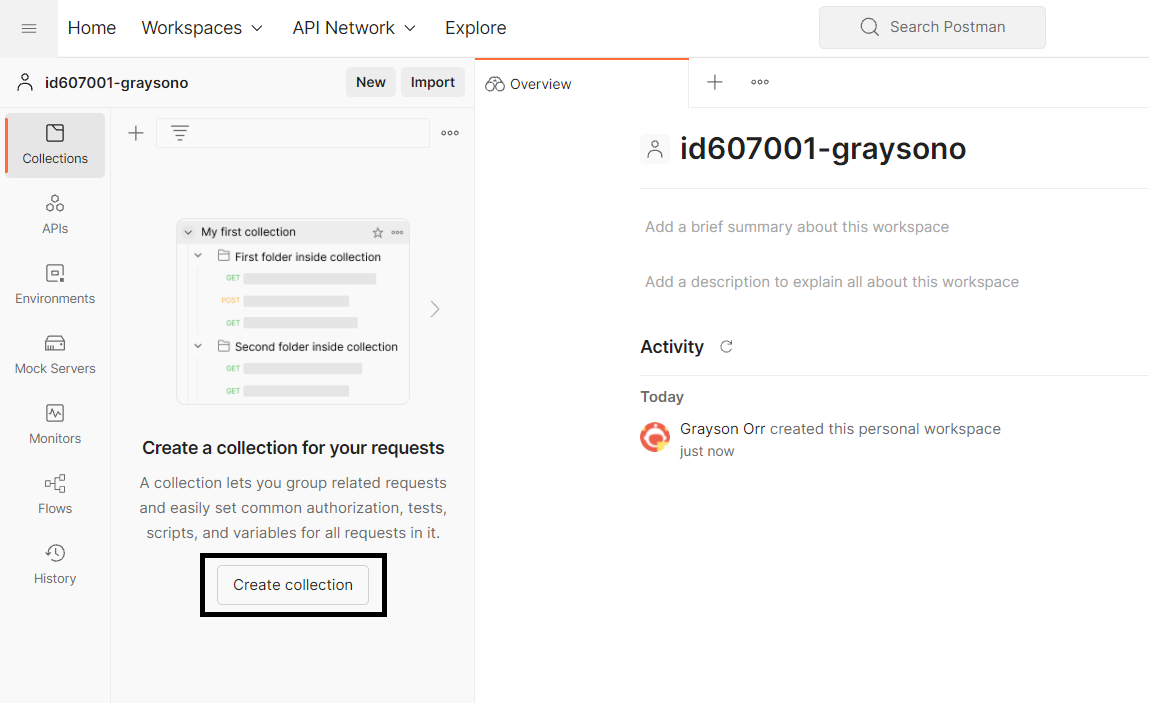 Home Workspaces API Network Explore Search Postman
id607001-graysono New Import
Overview
Collections
APIs
Environments
Mock Servers
Monitors
Flows
History
My first collection
First folder inside collection
GET
POST
GET
Second folder inside collection
GET
GET
Create a collection for your requests
A collection lets you group related requests
and easily set common authorization, tests,
scripts, and variables for all requests in it.
Create collection
id607001-graysono
Add a brief summary about this workspace
Add a description to explain all about this workspace
Activity
Today
Grayson Orr created this personal workspace
just now